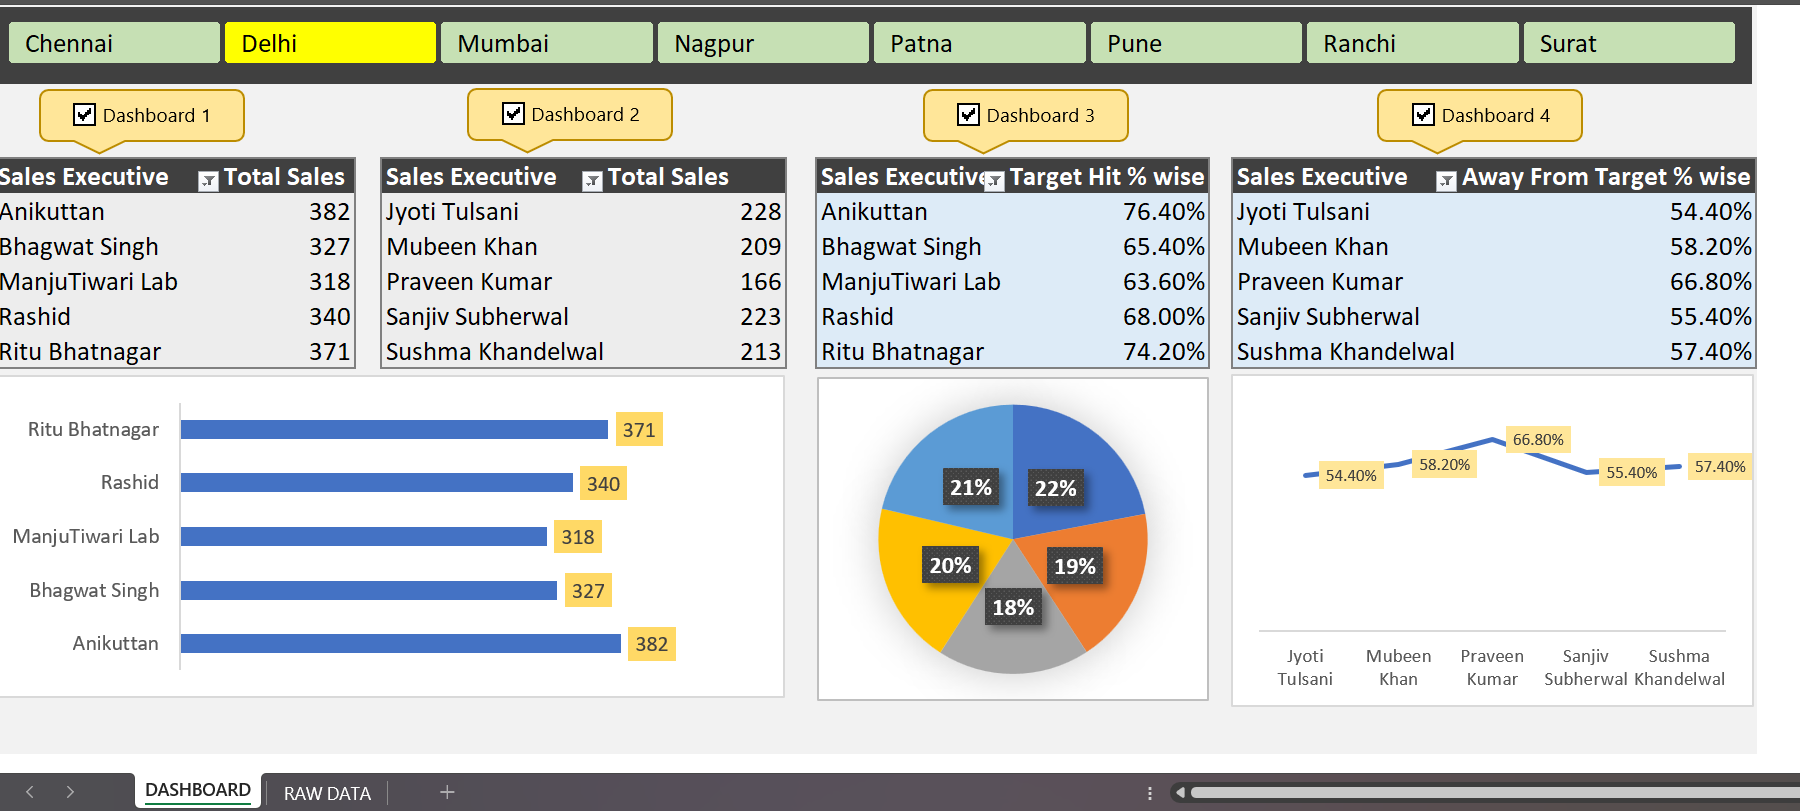 Chennai Delhi Mumbai Nagpur Patna Pune Ranchi Surat
Dashboard 1 Dashboard 2 Dashboard 3 Dashboard 4
Sales Executive Total Sales
Anikuttan 382
Bhagwat Singh 327
ManjuTiwari Lab 318
Rashid 340
Ritu Bhatnagar 371
Sales Executive Total Sales
Jyoti Tulsani 228
Mubeen Khan 209
Praveen Kumar 166
Sanjiv Subherwal 223
Sushma Khandelwal 213
Sales Executive Target Hit % wise
Anikuttan 76.40%
Bhagwat Singh 65.40%
ManjuTiwari Lab 63.60%
Rashid 68.00%
Ritu Bhatnagar 74.20%
Sales Executive Away From Target % wise
Jyoti Tulsani 54.40%
Mubeen Khan 58.20%
Praveen Kumar 66.80%
Sanjiv Subherwal 55.40%
Sushma Khandelwal 57.40%
Ritu Bhatnagar 371
Rashid 340
ManjuTiwari Lab 318
Bhagwat Singh 327
Anikuttan 382
21% 22%
20% 19%
18%
54.40% 58.20% 66.80% 55.40% 57.40%
Jyoti Mubeen Praveen Sanjiv Sushma
Tulsani Khan Kumar Subherwal Khandelwal
DASHBOARD RAW DATA